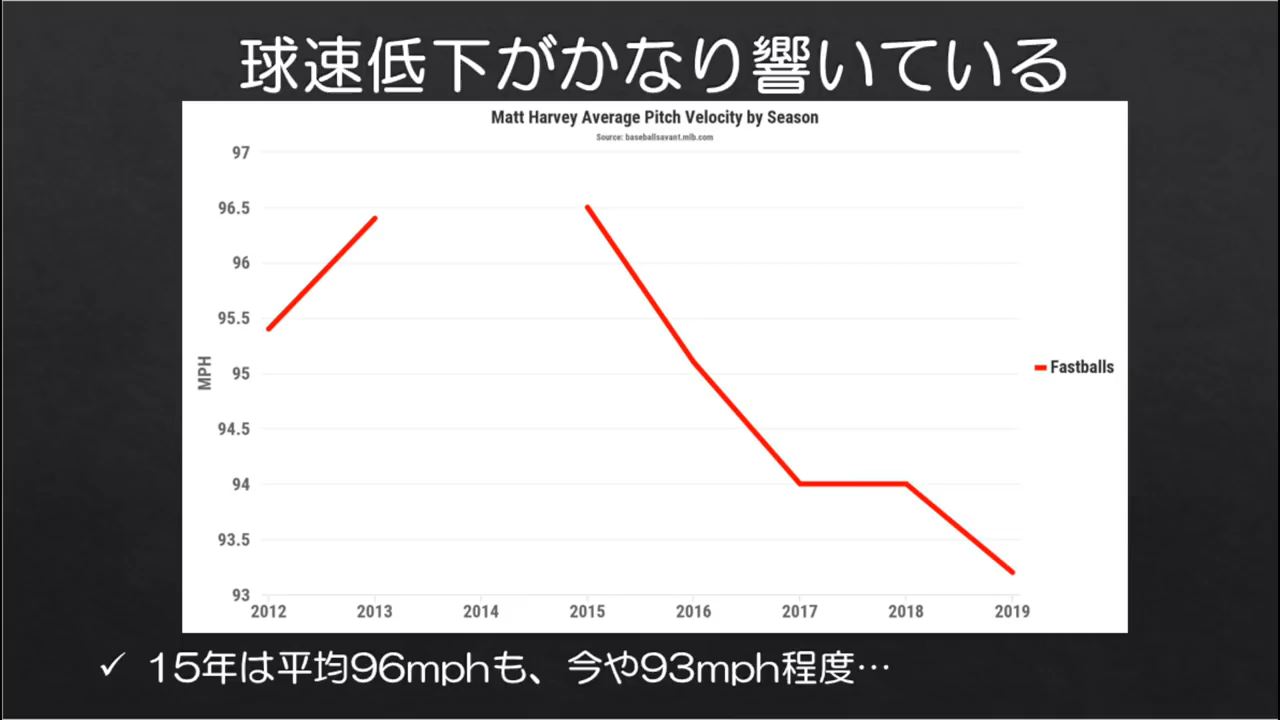 球速低下がかなり響いている
Matt Harvey Average Pitch Velocity by Season
Source: baseballsavant.mlb.com
97
96.5
96
95.5
95
94.5
94
93.5
93
MPH
2012 2013 2014 2015 2016 2017 2018 2019
Fastballs
✓ 15年は平均96mphも、今や93mph程度…